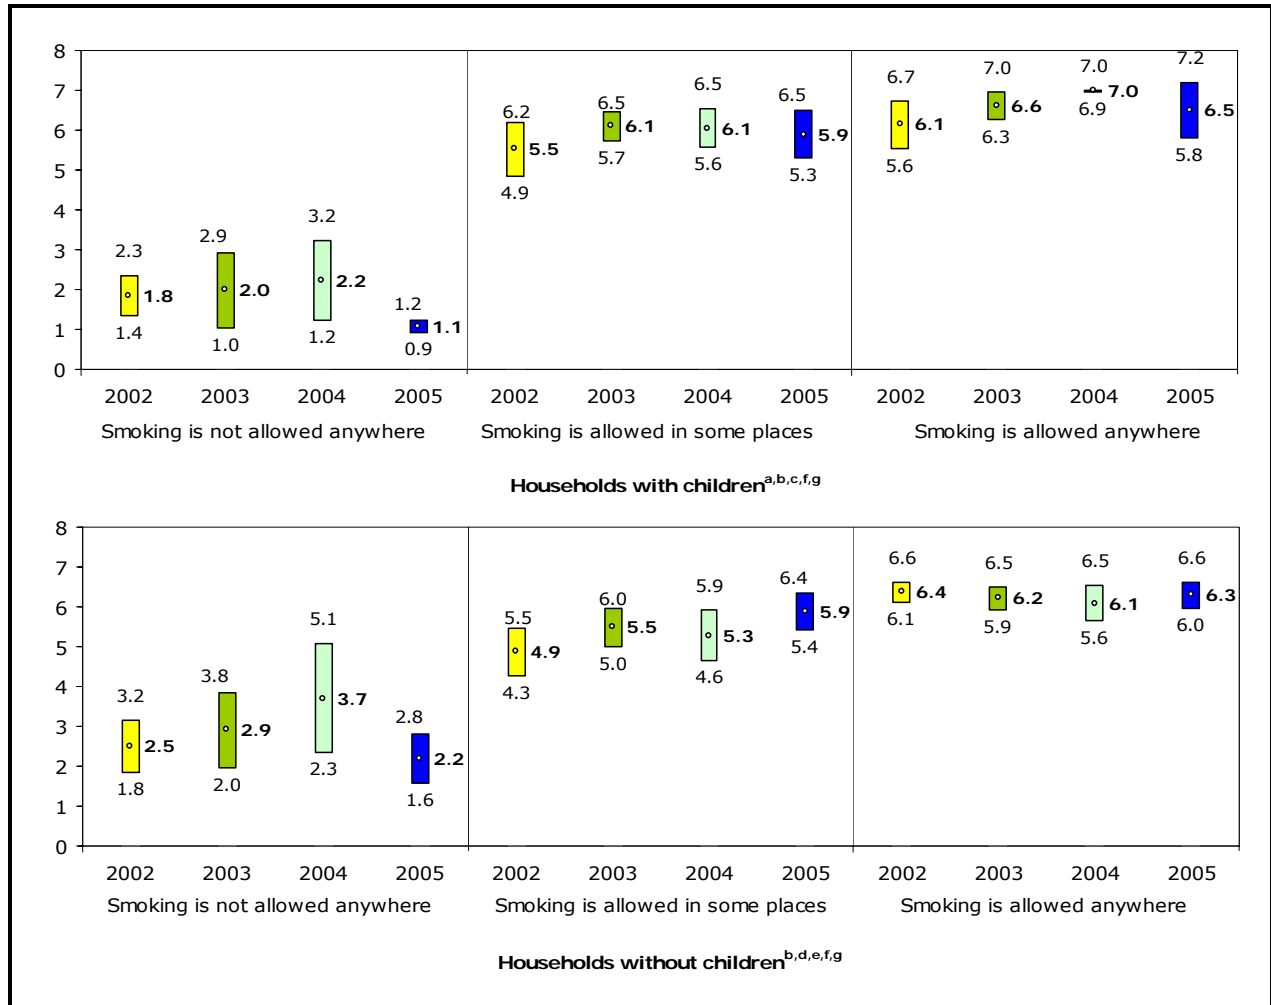 8 7 6 5 4 3 2 1 0
2.3 1.8 1.4
2.9 2.0 1.0
3.2 2.2 1.2
1.2 1.1 0.9
6.2 5.5 4.9
6.5 6.1 5.7
6.5 6.1 5.6
6.5 5.9 5.3
6.7 6.1 5.6
7.0 6.6 6.3
7.0 7.0 6.9
7.2 6.5 5.8
2002 2003 2004 2005 2002 2003 2004 2005 2002 2003 2004 2005
Smoking is not allowed anywhere Smoking is allowed in some places Smoking is allowed anywhere
Households with children a,b,c,f,g
8 7 6 5 4 3 2 1 0
3.2 2.5 1.8
3.8 2.9 2.0
5.1 3.7 2.3
2.8 2.2 1.6
5.5 4.9 4.3
6.0 5.5 5.0
5.9 5.3 4.6
6.4 5.9 5.4
6.6 6.4 6.1
6.5 6.2 5.9
6.5 6.1 5.6
6.6 6.3 6.0
2002 2003 2004 2005 2002 2003 2004 2005 2002 2003 2004 2005
Smoking is not allowed anywhere Smoking is allowed in some places Smoking is allowed anywhere
Households without children b,d,e,f,g